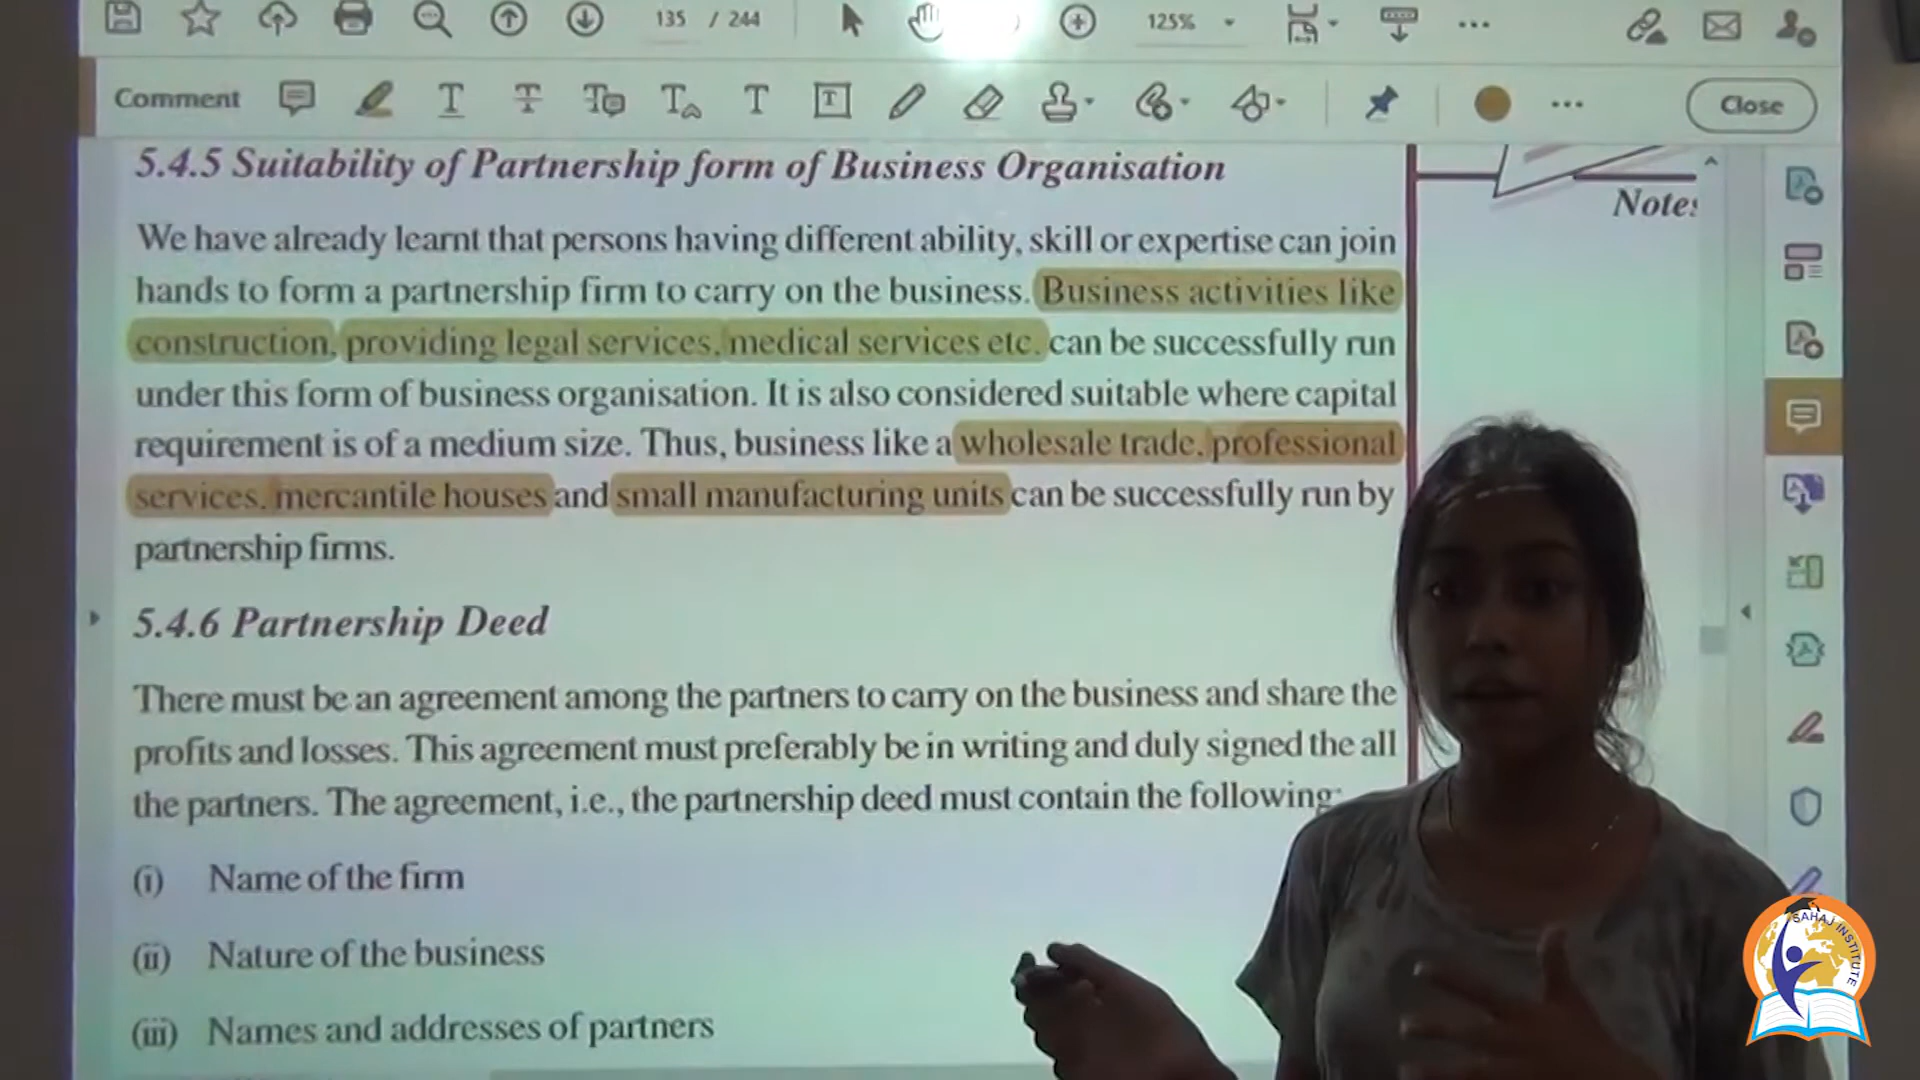 135 / 244
125%
Comment
Close
5.4.5 Suitability of Partnership form of Business Organisation
Notes
We have already learnt that persons having different ability, skill or expertise can join
hands to form a partnership firm to carry on the business. Business activities like
construction, providing legal services, medical services etc. can be successfully run
under this form of business organisation. It is also considered suitable where capital
requirement is of a medium size. Thus, business like a wholesale trade, professional
services, mercantile houses and small manufacturing units can be successfully run by
partnership firms.
5.4.6 Partnership Deed
There must be an agreement among the partners to carry on the business and share the
profits and losses. This agreement must preferably be in writing and duly signed the all
the partners. The agreement, i.e., the partnership deed must contain the following:
(i) Name of the firm
(ii) Nature of the business
(iii) Names and addresses of partners
SAHAJ INSTITUTE